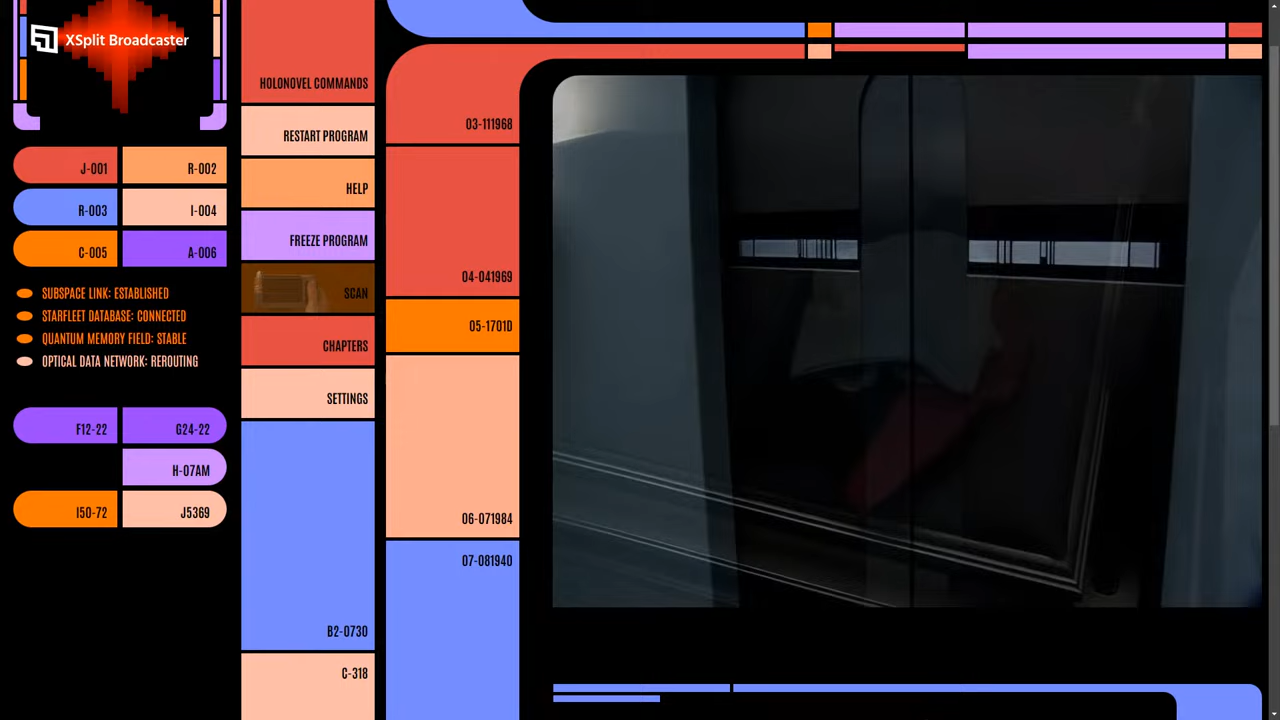 XSplit Broadcaster
J-001
R-002
R-003
I-004
C-005
A-006
SUBSPACE LINK: ESTABLISHED
STARFLEET DATABASE: CONNECTED
QUANTUM MEMORY FIELD: STABLE
OPTICAL DATA NETWORK: REROUTING
F12-22
G24-22
H-07AM
I50-72
J5369
HOLONOVEL COMMANDS
RESTART PROGRAM
HELP
FREEZE PROGRAM
SCAN
CHAPTERS
SETTINGS
B2-0730
C-318
03-111968
04-041969
05-1701D
06-071984
07-081940